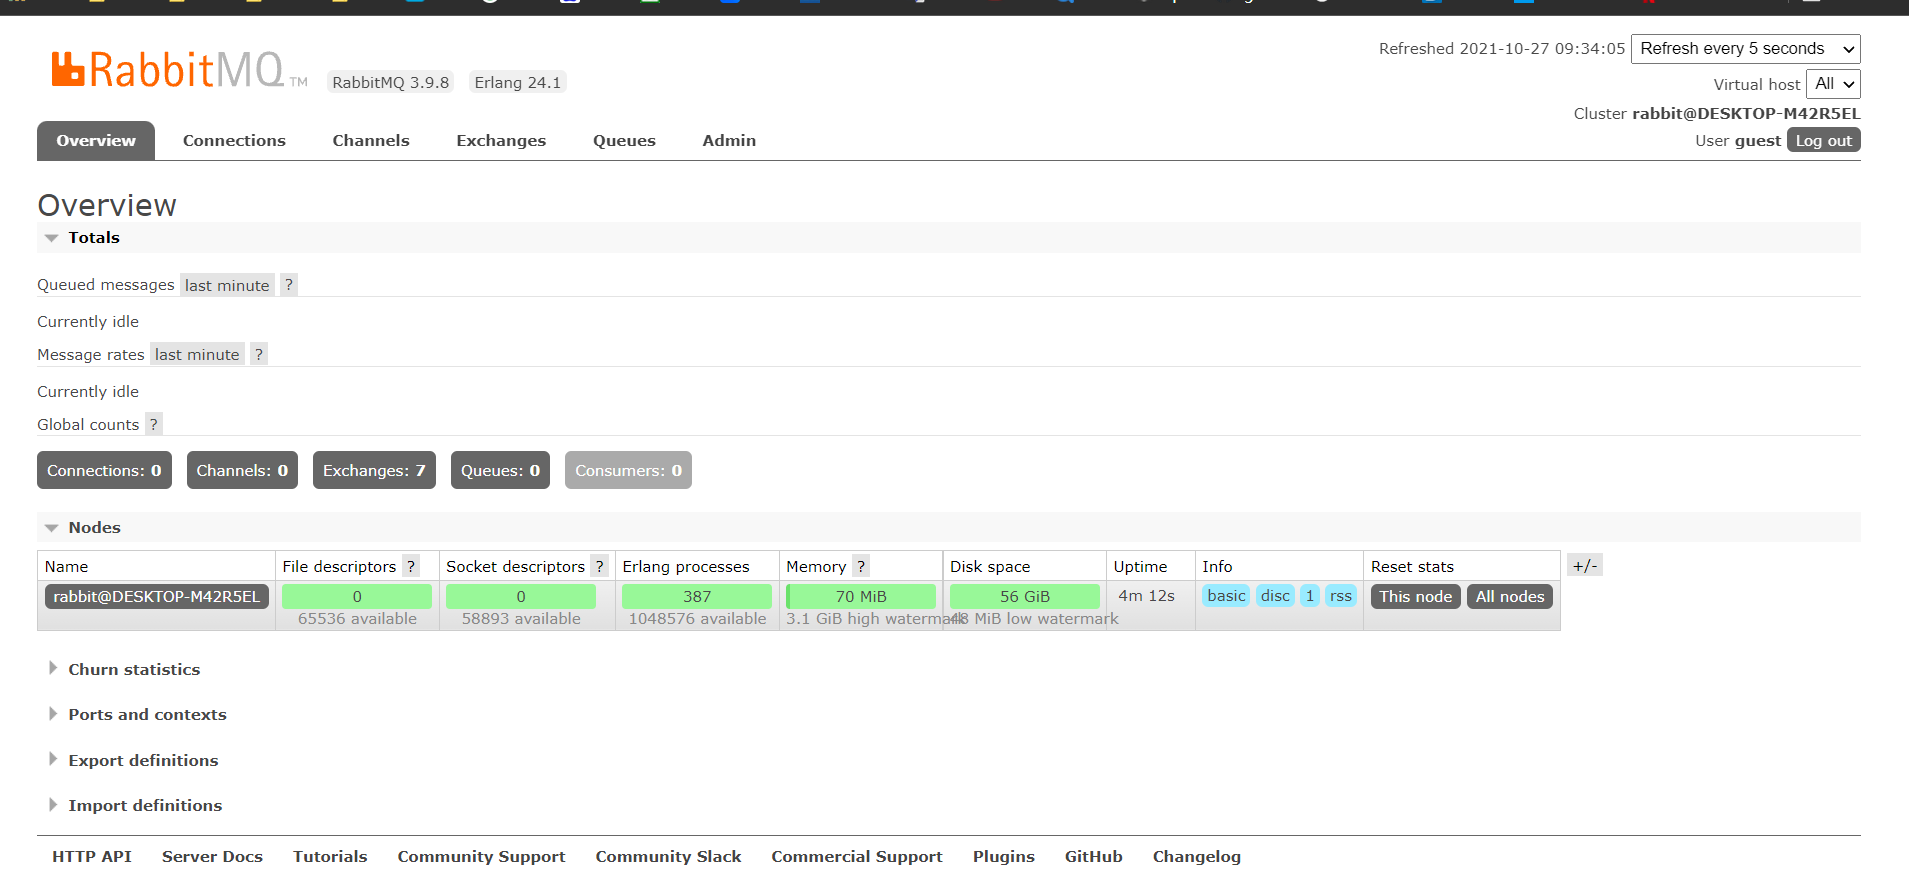 Refreshed 2021-10-27 09:34:05 Refresh every 5 seconds
RabbitMQ TM RabbitMQ 3.9.8 Erlang 24.1
Virtual host All
Cluster rabbit@DESKTOP-M42R5EL
User guest Log out
Overview Connections Channels Exchanges Queues Admin
Overview
Totals
Queued messages last minute ?
Currently idle
Message rates last minute ?
Currently idle
Global counts ?
Connections: 0 Channels: 0 Exchanges: 7 Queues: 0 Consumers: 0
Nodes
Name File descriptors ? Socket descriptors ? Erlang processes Memory ? Disk space Uptime Info Reset stats +/-
rabbit@DESKTOP-M42R5EL 0 0 387 70 MiB 56 GiB 4m 12s basic disc 1 rss This node All nodes
65536 available 58893 available 1048576 available 3.1 GiB high watermark 48 MiB low watermark
Churn statistics
Ports and contexts
Export definitions
Import definitions
HTTP API Server Docs Tutorials Community Support Community Slack Commercial Support Plugins GitHub Changelog